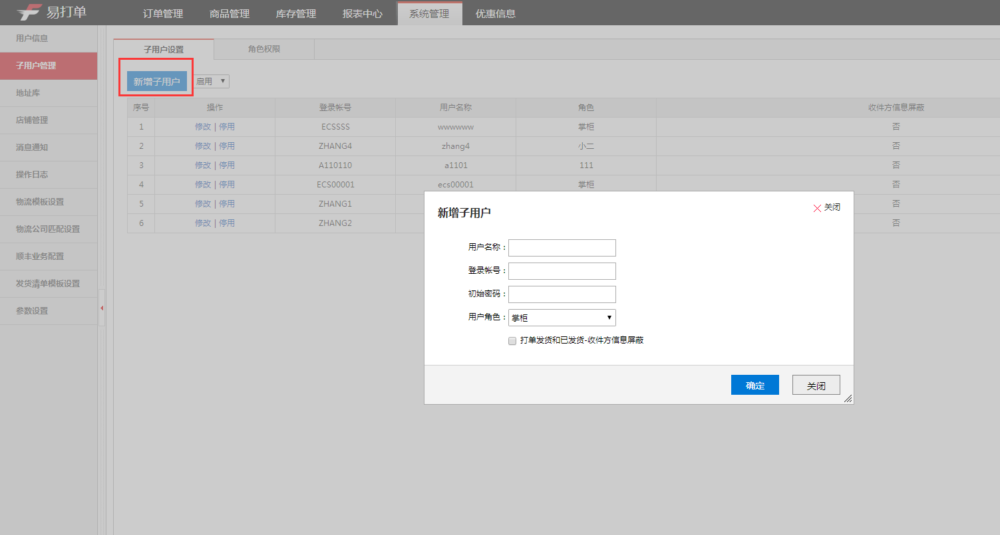 易打单
订单管理 商品管理 库存管理 报表中心 系统管理 优惠信息
用户信息
子用户管理
地址库
店铺管理
消息通知
操作日志
物流模板设置
物流公司匹配设置
顺丰业务配置
发货清单模板设置
参数设置
子用户设置 角色权限
新增子用户 启用
序号 操作 登录帐号 用户名称 角色 收件方信息屏蔽
1 修改 | 停用 ECSSSS wwwwww 掌柜 否
2 修改 | 停用 ZHANG4 zhang4 小二 否
3 修改 | 停用 A110110 a1101 111 否
4 修改 | 停用 ECS00001 ecs00001 掌柜 否
5 修改 | 停用 ZHANG1 否
6 修改 | 停用 ZHANG2 否
新增子用户 关闭
用户名称：
登录帐号：
初始密码：
用户角色： 掌柜
打单发货和已发货-收件方信息屏蔽
确定 关闭